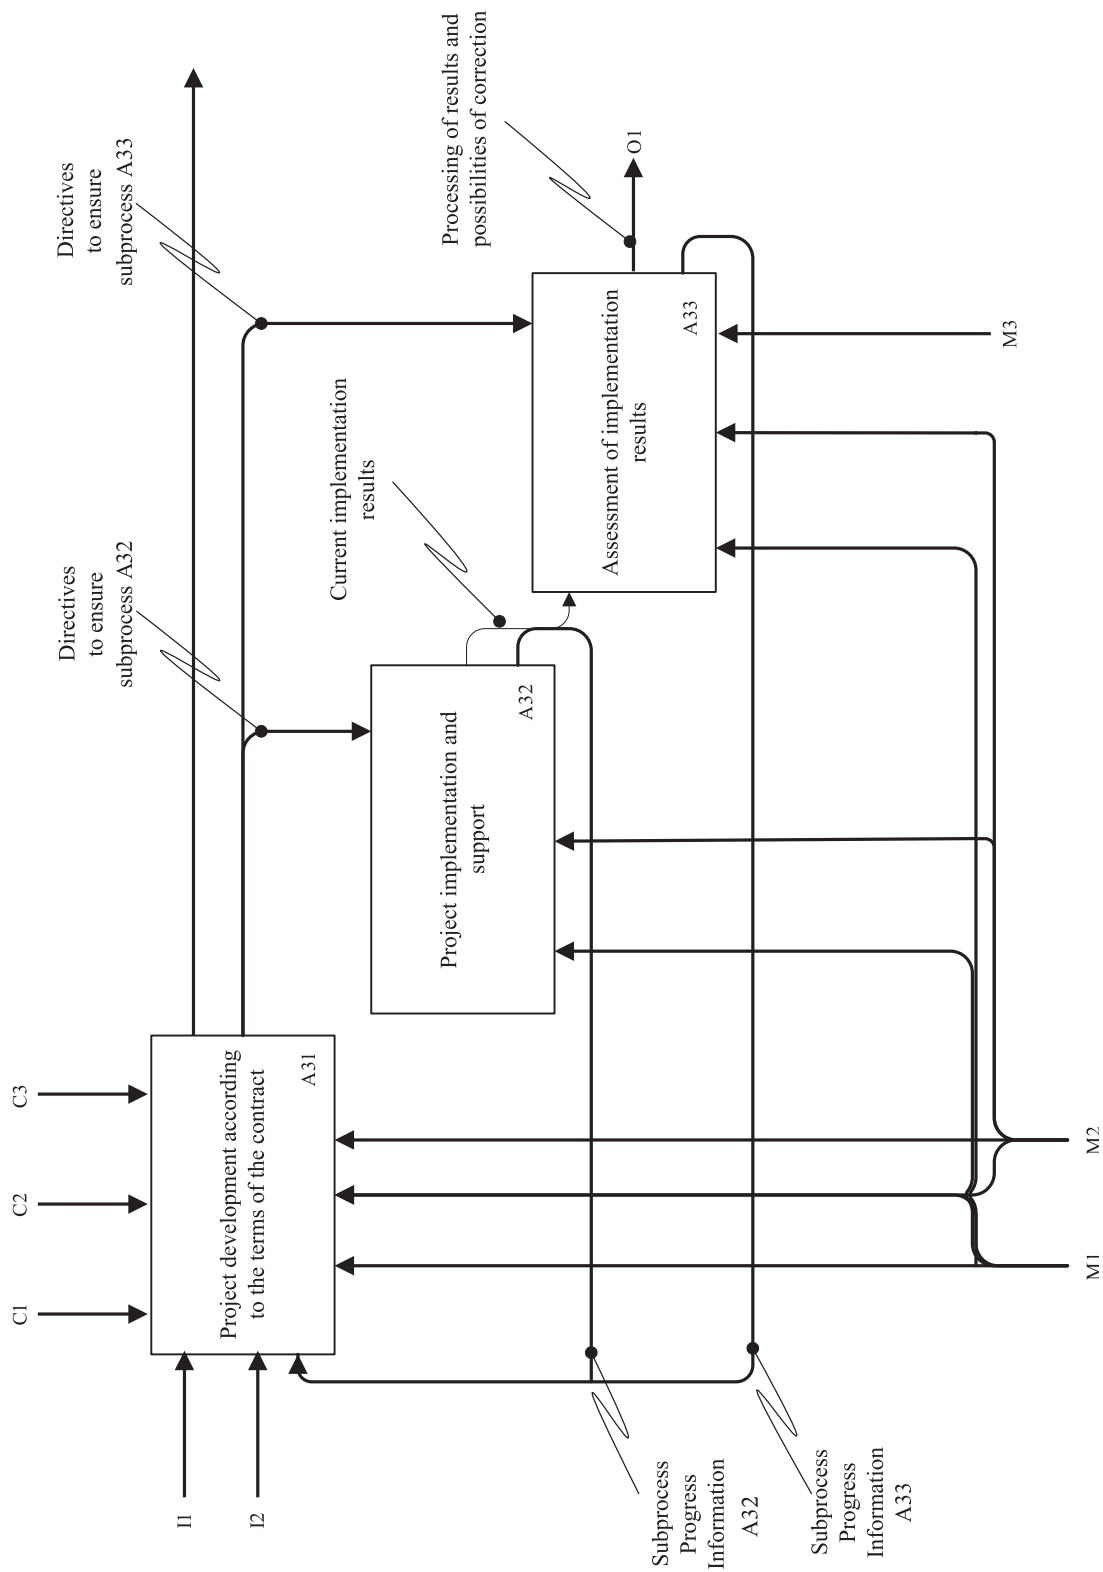 C1
C2
C3
I1
I2
Project development according
to the terms of the contract
A31
Directives
to ensure
subprocess A32
Directives
to ensure
subprocess A33
Project implementation and
support
A32
Current implementation
results
Assessment of implementation
results
A33
Processing of results and
possibilities of correction
O1
Subprocess
Progress
Information
A32
Subprocess
Progress
Information
A33
M1
M2
M3